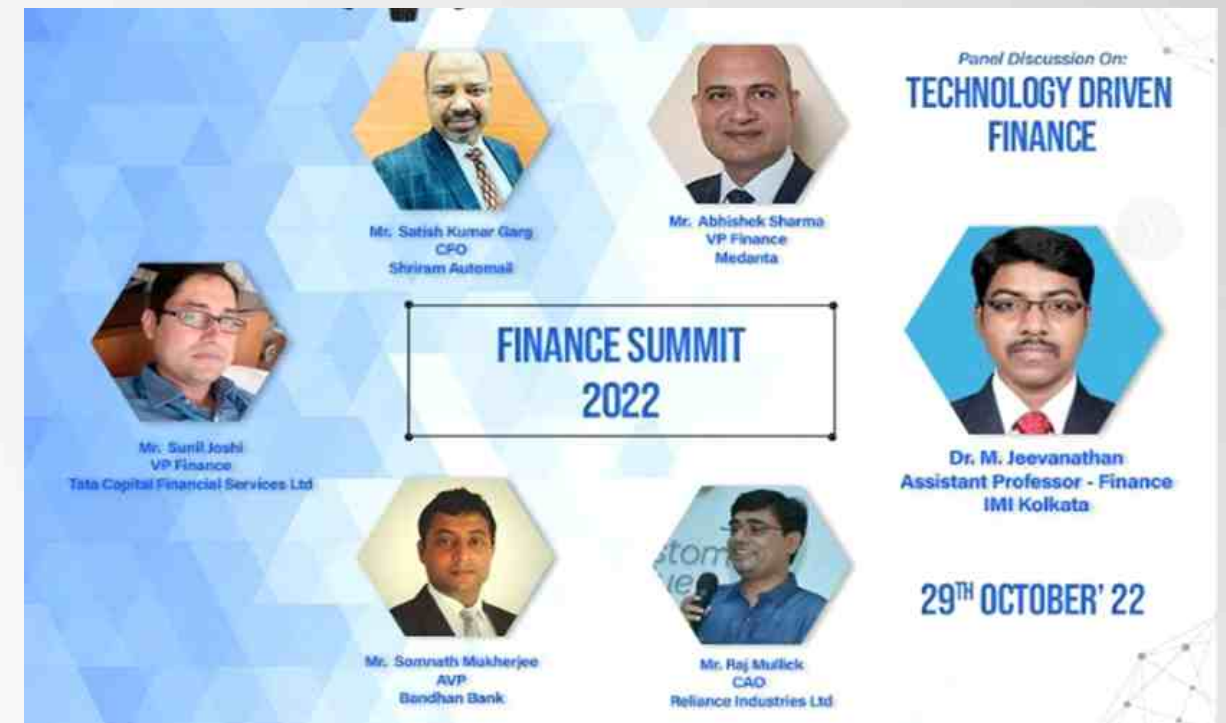 Panel Discussion On:
TECHNOLOGY DRIVEN
FINANCE
Mr. Satish Kumar Garg
CFO
Shriram Automall
Mr. Abhishek Sharma
VP Finance
Medanta
Mr. Sunil Joshi
VP Finance
Tata Capital Financial Services Ltd
FINANCE SUMMIT
2022
Dr. M. Jeevanathan
Assistant Professor - Finance
IMI Kolkata
Mr. Somnath Mukherjee
AVP
Bandhan Bank
stom
ue
Mr. Raj Mullick
CAO
Reliance Industries Ltd
29TH OCTOBER' 22